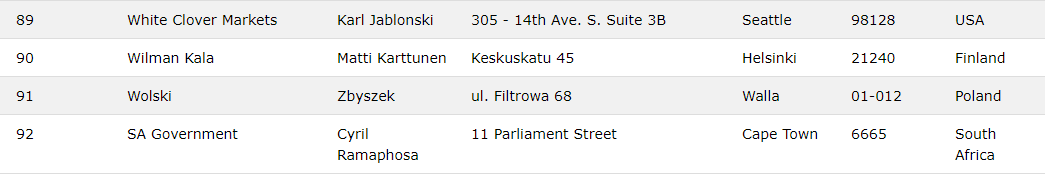 89 White Clover Markets Karl Jablonski 305 - 14th Ave. S. Suite 3B Seattle 98128 USA
90 Wilman Kala Matti Karttunen Keskuskatu 45 Helsinki 21240 Finland
91 Wolski Zbyszek ul. Filtrowa 68 Walla 01-012 Poland
92 SA Government Cyril 11 Parliament Street Cape Town 6665 South
Ramaphosa Africa